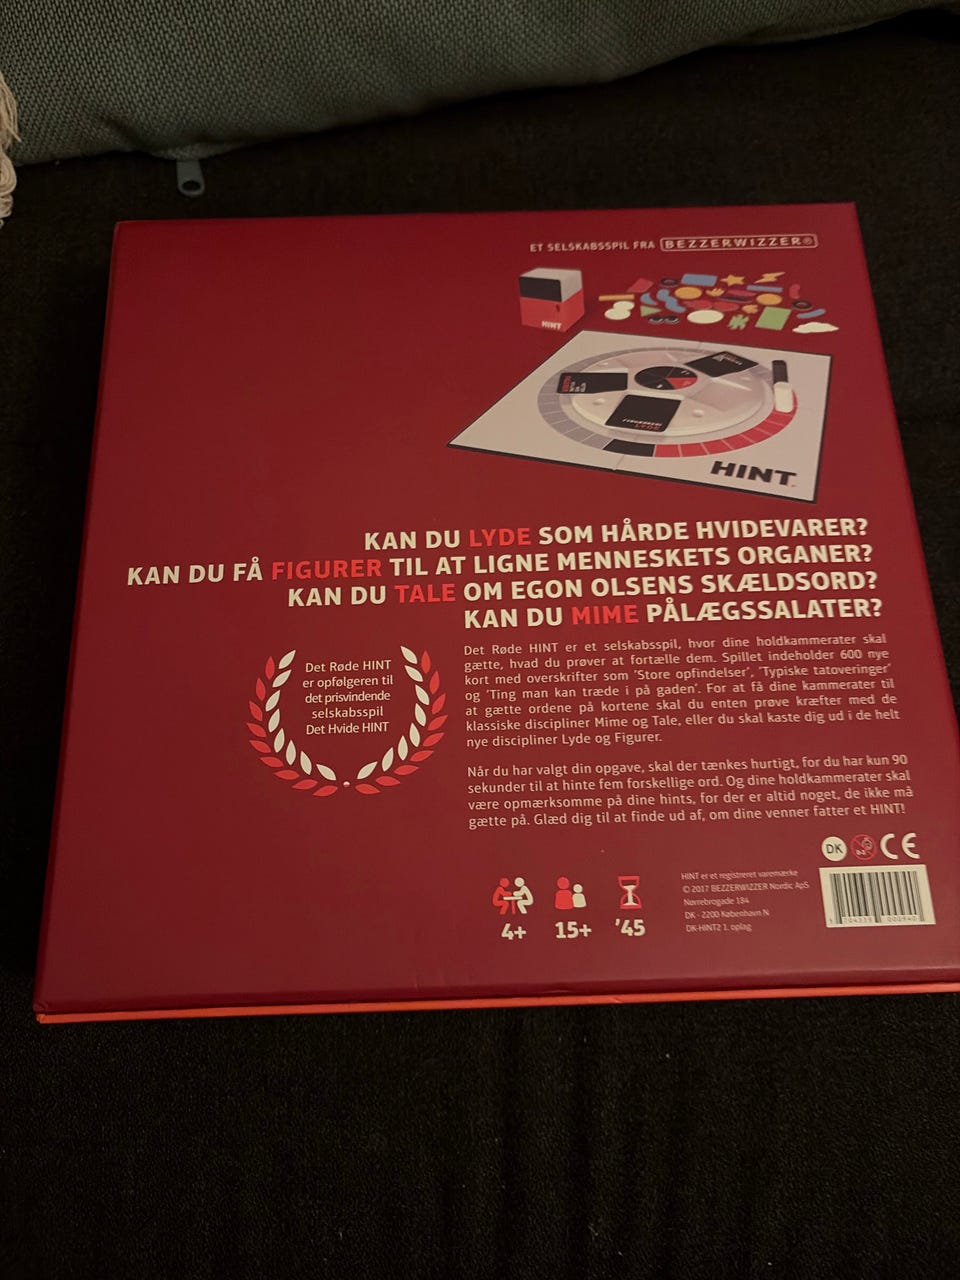 ET SELSKABSSPIL FRA BEZZERWIZZER®
HINT
LYDE
HINT
KAN DU LYDE SOM HÅRDE HVIDEVARER?
KAN DU FÅ FIGURER TIL AT LIGNE MENNESKETS ORGANER?
KAN DU TALE OM EGON OLSENS SKÆLDSORD?
KAN DU MIME PÅLÆGSSALATER?
Det Røde HINT
er opfølgeren til
det prisvindende
selskabsspil
Det Hvide HINT
Det Røde HINT er et selskabsspil, hvor dine holdkammerater skal
gætte, hvad du prøver at fortælle dem. Spillet indeholder 600 nye
kort med overskrifter som 'Store opfindelser', 'Typiske tatoveringer'
og 'Ting man kan træde i på gaden'. For at få dine kammerater til
at gætte ordene på kortene skal du enten prøve kræfter med de
klassiske discipliner Mime og Tale, eller du skal kaste dig ud i de helt
nye discipliner Lyde og Figurer.
Når du har valgt din opgave, skal der tænkes hurtigt, for du har kun 90
sekunder til at hinte fem forskellige ord. Og dine holdkammerater skal
være opmærksomme på dine hints, for der er altid noget, de ikke må
gætte på. Glæd dig til at finde ud af, om dine venner fatter et HINT!
DK 0-3 CE
4+ 15+ '45
HINT er et registreret varemærke
© 2017 BEZZERWIZZER Nordic ApS
Nørrebrogade 184
DK - 2200 København N
DK-HINT2 1. oplag